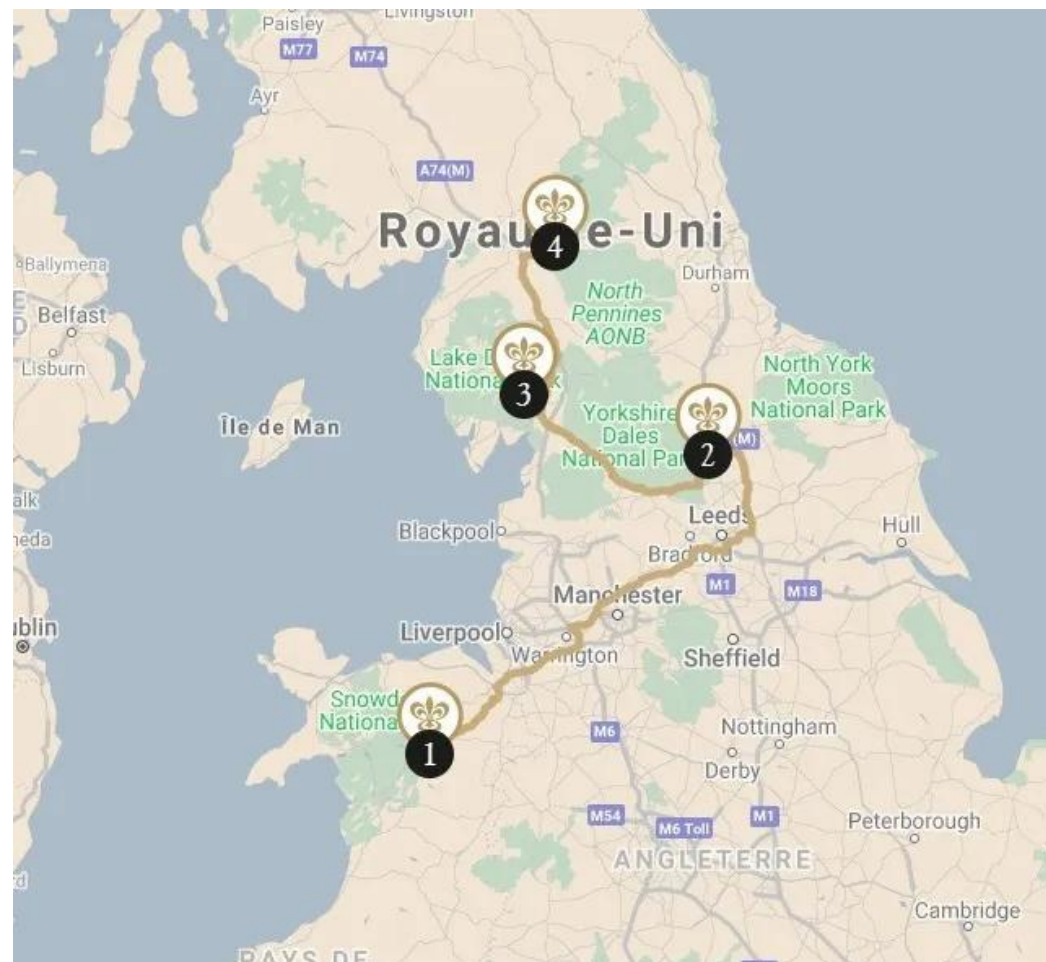 Livingston
Paisley
M77
M74
Ayr
A74(M)
4
Ballymena
Durham
Belfast
North
Pennines
AONB
Lisburn
3
North York
Moors
National Park
Île de Man
Yorkshire
Dales
2
(M)
Leeds
Blackpool
Hull
Bradford
M1
M18
Manchester
Liverpool
Warrington
Sheffield
1
M6
Nottingham
Derby
M54
M6 Toll
M1
Peterborough
ANGLETERRE
Cambridge
PAYS DE